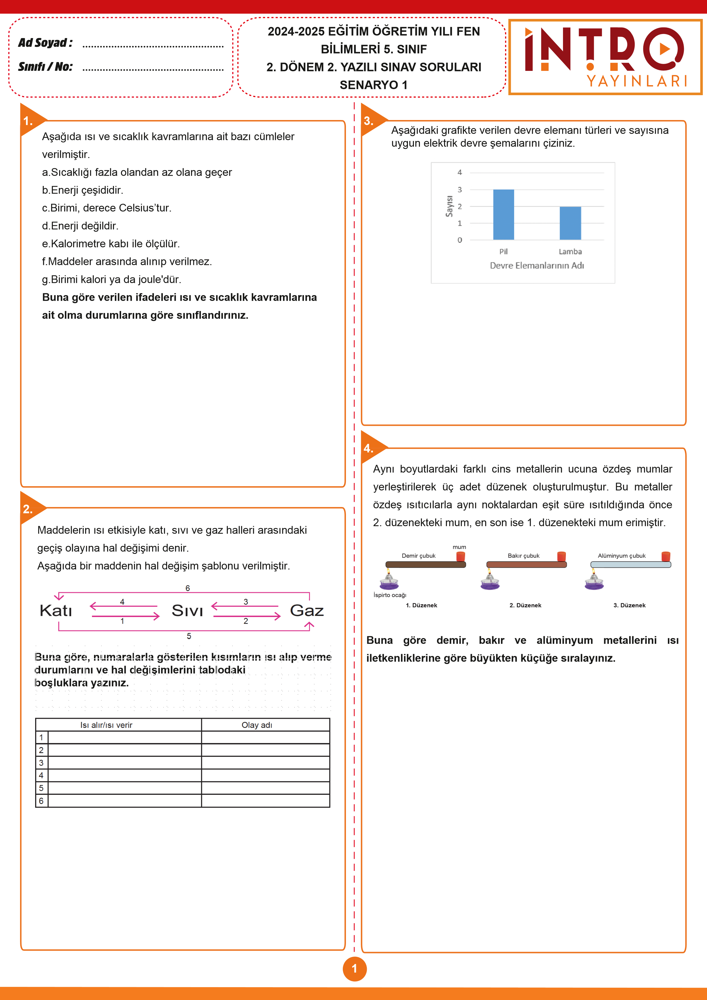 Ad Soyad : ................................................
Sınıfı / No: ................................................
2024-2025 EĞİTİM ÖĞRETİM YILI FEN
BİLİMLERİ 5. SINIF
2. DÖNEM 2. YAZILI SINAV SORULARI
SENARYO 1
İNTRO
YAYINLARI
1.
Aşağıda ısı ve sıcaklık kavramlarına ait bazı cümleler
verilmiştir.
a.Sıcaklığı fazla olandan az olana geçer
b.Enerji çeşididir.
c.Birimi, derece Celsius’tur.
d.Enerji değildir.
e.Kalorimetre kabı ile ölçülür.
f.Maddeler arasında alınıp verilmez.
g.Birimi kalori ya da joule'dür.
Buna göre verilen ifadeleri ısı ve sıcaklık kavramlarına
ait olma durumlarına göre sınıflandırınız.
2.
Maddelerin ısı etkisiyle katı, sıvı ve gaz halleri arasındaki
geçiş olayına hal değişimi denir.
Aşağıda bir maddenin hal değişim şablonu verilmiştir.
6
4 3
Katı Sıvı Gaz
1 2
5
Buna göre, numaralarla gösterilen kısımların ısı alıp verme
durumlarını ve hal değişimlerini tablodaki
boşluklara yazınız.
Isı alır/ısı verir Olay adı
1
2
3
4
5
6
3.
Aşağıdaki grafikte verilen devre elemanı türleri ve sayısına
uygun elektrik devre şemalarını çiziniz.
4
3
2
1
0
Sayısı
Pil Lamba
Devre Elemanlarının Adı
4.
Aynı boyutlardaki farklı cins metallerin ucuna özdeş mumlar
yerleştirilerek üç adet düzenek oluşturulmuştur. Bu metaller
özdeş ısıtıcılarla aynı noktalardan eşit süre ısıtıldığında önce
2. düzenekteki mum, en son ise 1. düzenekteki mum erimiştir.
mum
Demir çubuk Bakır çubuk Alüminyum çubuk
İspirto ocağı
1. Düzenek 2. Düzenek 3. Düzenek
Buna göre demir, bakır ve alüminyum metallerini ısı
iletkenliklerine göre büyükten küçüğe sıralayınız.
1